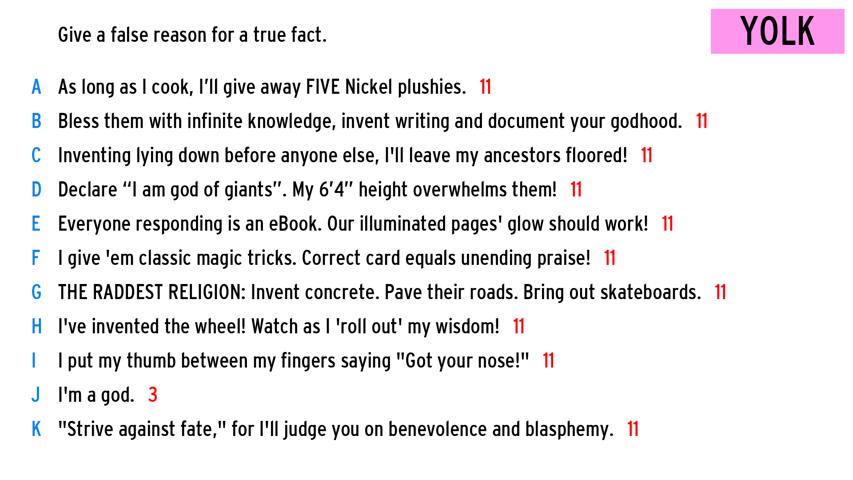 Give a false reason for a true fact.
YOLK
A As long as I cook, I'll give away FIVE Nickel plushies. 11
B Bless them with infinite knowledge, invent writing and document your godhood. 11
C Inventing lying down before anyone else, I'll leave my ancestors floored! 11
D Declare “I am god of giants”. My 6’4” height overwhelms them! 11
E Everyone responding is an eBook. Our illuminated pages' glow should work! 11
F I give 'em classic magic tricks. Correct card equals unending praise! 11
G THE RADDEST RELIGION: Invent concrete. Pave their roads. Bring out skateboards. 11
H I've invented the wheel! Watch as I 'roll out' my wisdom! 11
I I put my thumb between my fingers saying "Got your nose!" 11
J I'm a god. 3
K "Strive against fate," for I'll judge you on benevolence and blasphemy. 11